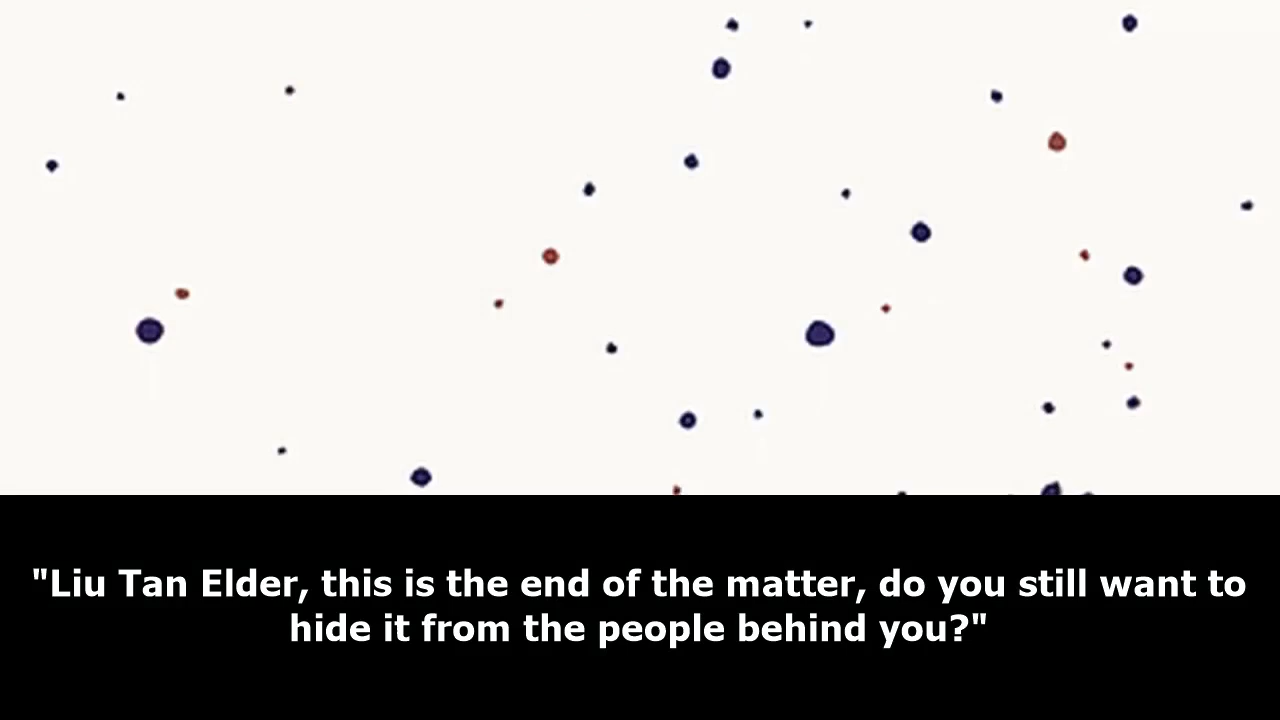 "Liu Tan Elder, this is the end of the matter, do you still want to
hide it from the people behind you?"